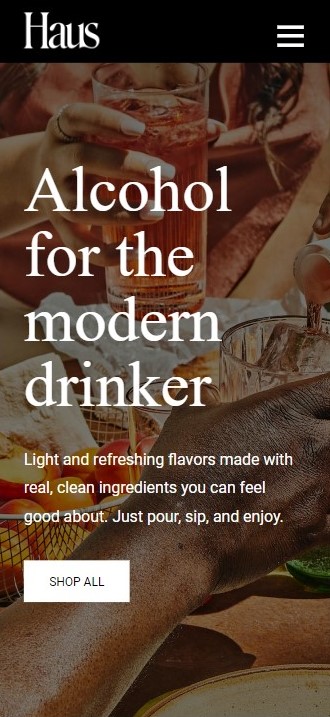 Haus
Alcohol
for the
modern
drinker
Light and refreshing flavors made with
real, clean ingredients you can feel
good about. Just pour, sip, and enjoy.
SHOP ALL